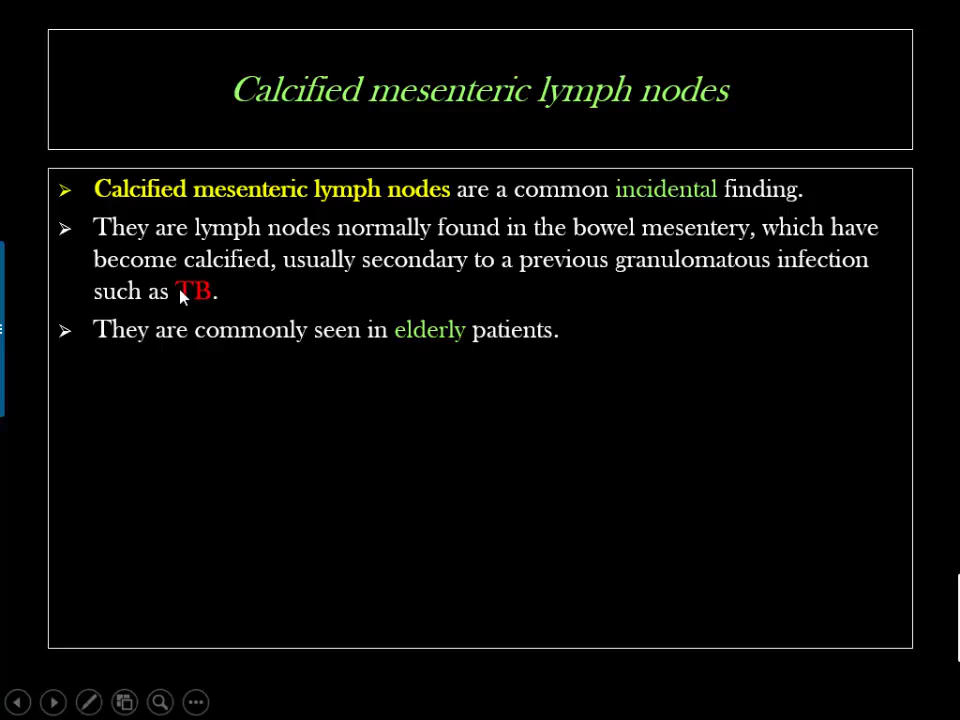 Calcified mesenteric lymph nodes
Calcified mesenteric lymph nodes are a common incidental finding.
They are lymph nodes normally found in the bowel mesentery, which have
become calcified, usually secondary to a previous granulomatous infection
such as TB.
They are commonly seen in elderly patients.